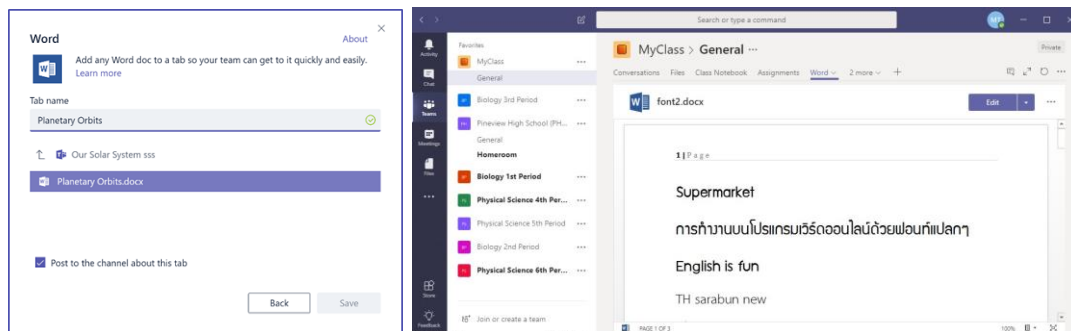 Word
About
Add any Word doc to a tab so your team can get to it quickly and easily.
Learn more
Tab name
Planetary Orbits
Our Solar System sss
Planetary Orbits.docx
Post to the channel about this tab
Back
Save
Search or type a command
Activity
Chat
Teams
Meetings
Files
Store
Feedback
Favorites
MyClass
General
Biology 3rd Period
Pineview High School (PH...
General
Homeroom
Biology 1st Period
Physical Science 4th Per...
Physical Science 5th Period
Biology 2nd Period
Physical Science 6th Per...
Join or create a team
MyClass > General
Private
Conversations Files Class Notebook Assignments Word 2 more +
font2.docx
Edit
1 | Page
Supermarket
การทำงานบนโปรแกรมเวิร์ดออนไลน์ด้วยฟอนท์แปลกๆ
English is fun
TH sarabun new
PAGE 1 OF 3
100%